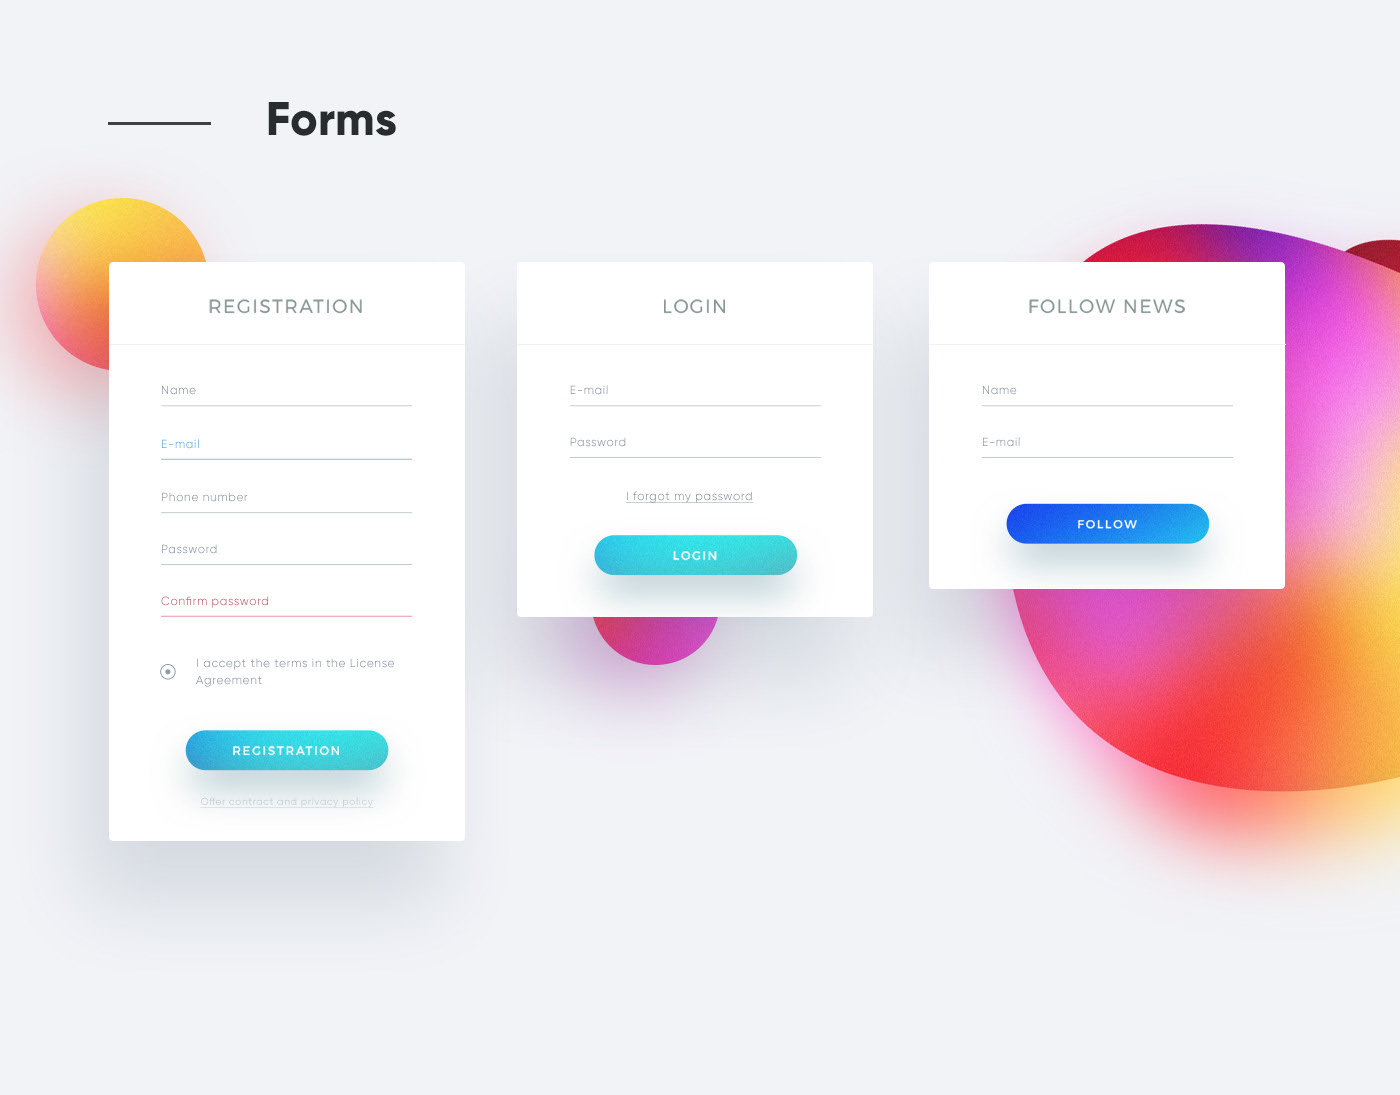 Forms
REGISTRATION
Name
E-mail
Phone number
Password
Confirm password
I accept the terms in the License
Agreement
REGISTRATION
Offer contract and privacy policy
LOGIN
E-mail
Password
I forgot my password
LOGIN
FOLLOW NEWS
Name
E-mail
FOLLOW